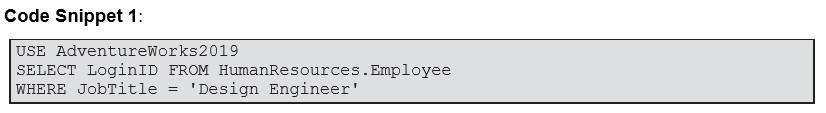 Code Snippet 1:
USE AdventureWorks2019
SELECT LoginID FROM HumanResources.Employee
WHERE JobTitle = 'Design Engineer'